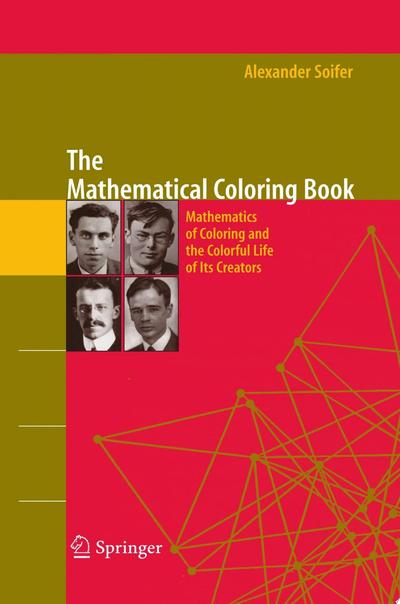 Alexander Soifer
The
Mathematical Coloring Book
Mathematics
of Coloring and
the Colorful Life
of Its Creators
Springer